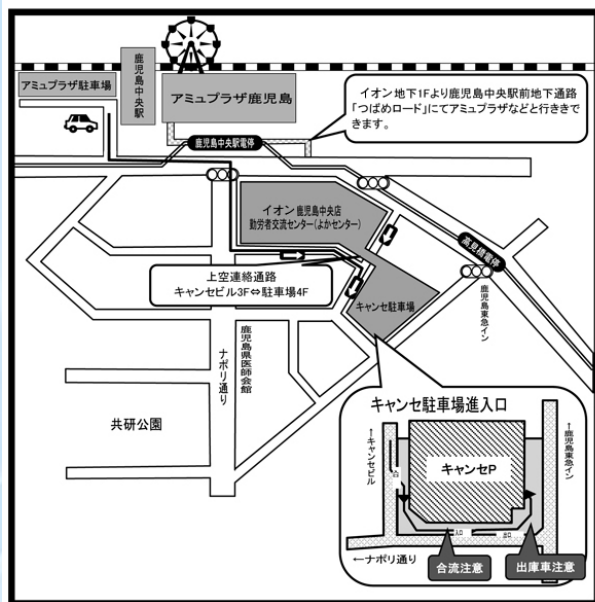 鹿児島中央駅
アミュプラザ駐車場
アミュプラザ鹿児島
イオン地下1Fより鹿児島中央駅前地下通路
「つばめロード」にてアミュプラザなどと行きき
できます。
鹿児島中央駅電停
イオン鹿児島中央店
勤労者交流センター(よかセンター)
高見橋電停
上空連絡通路
キャンセビル3F⇔駐車場4F
キャンセ駐車場
鹿児島東急イン
ナポリ通り
鹿児島県医師会館
共研公園
キャンセ駐車場進入口
←キャンセビル
キャンセP
←鹿児島東急イン
←ナポリ通り
合流注意
出庫車注意